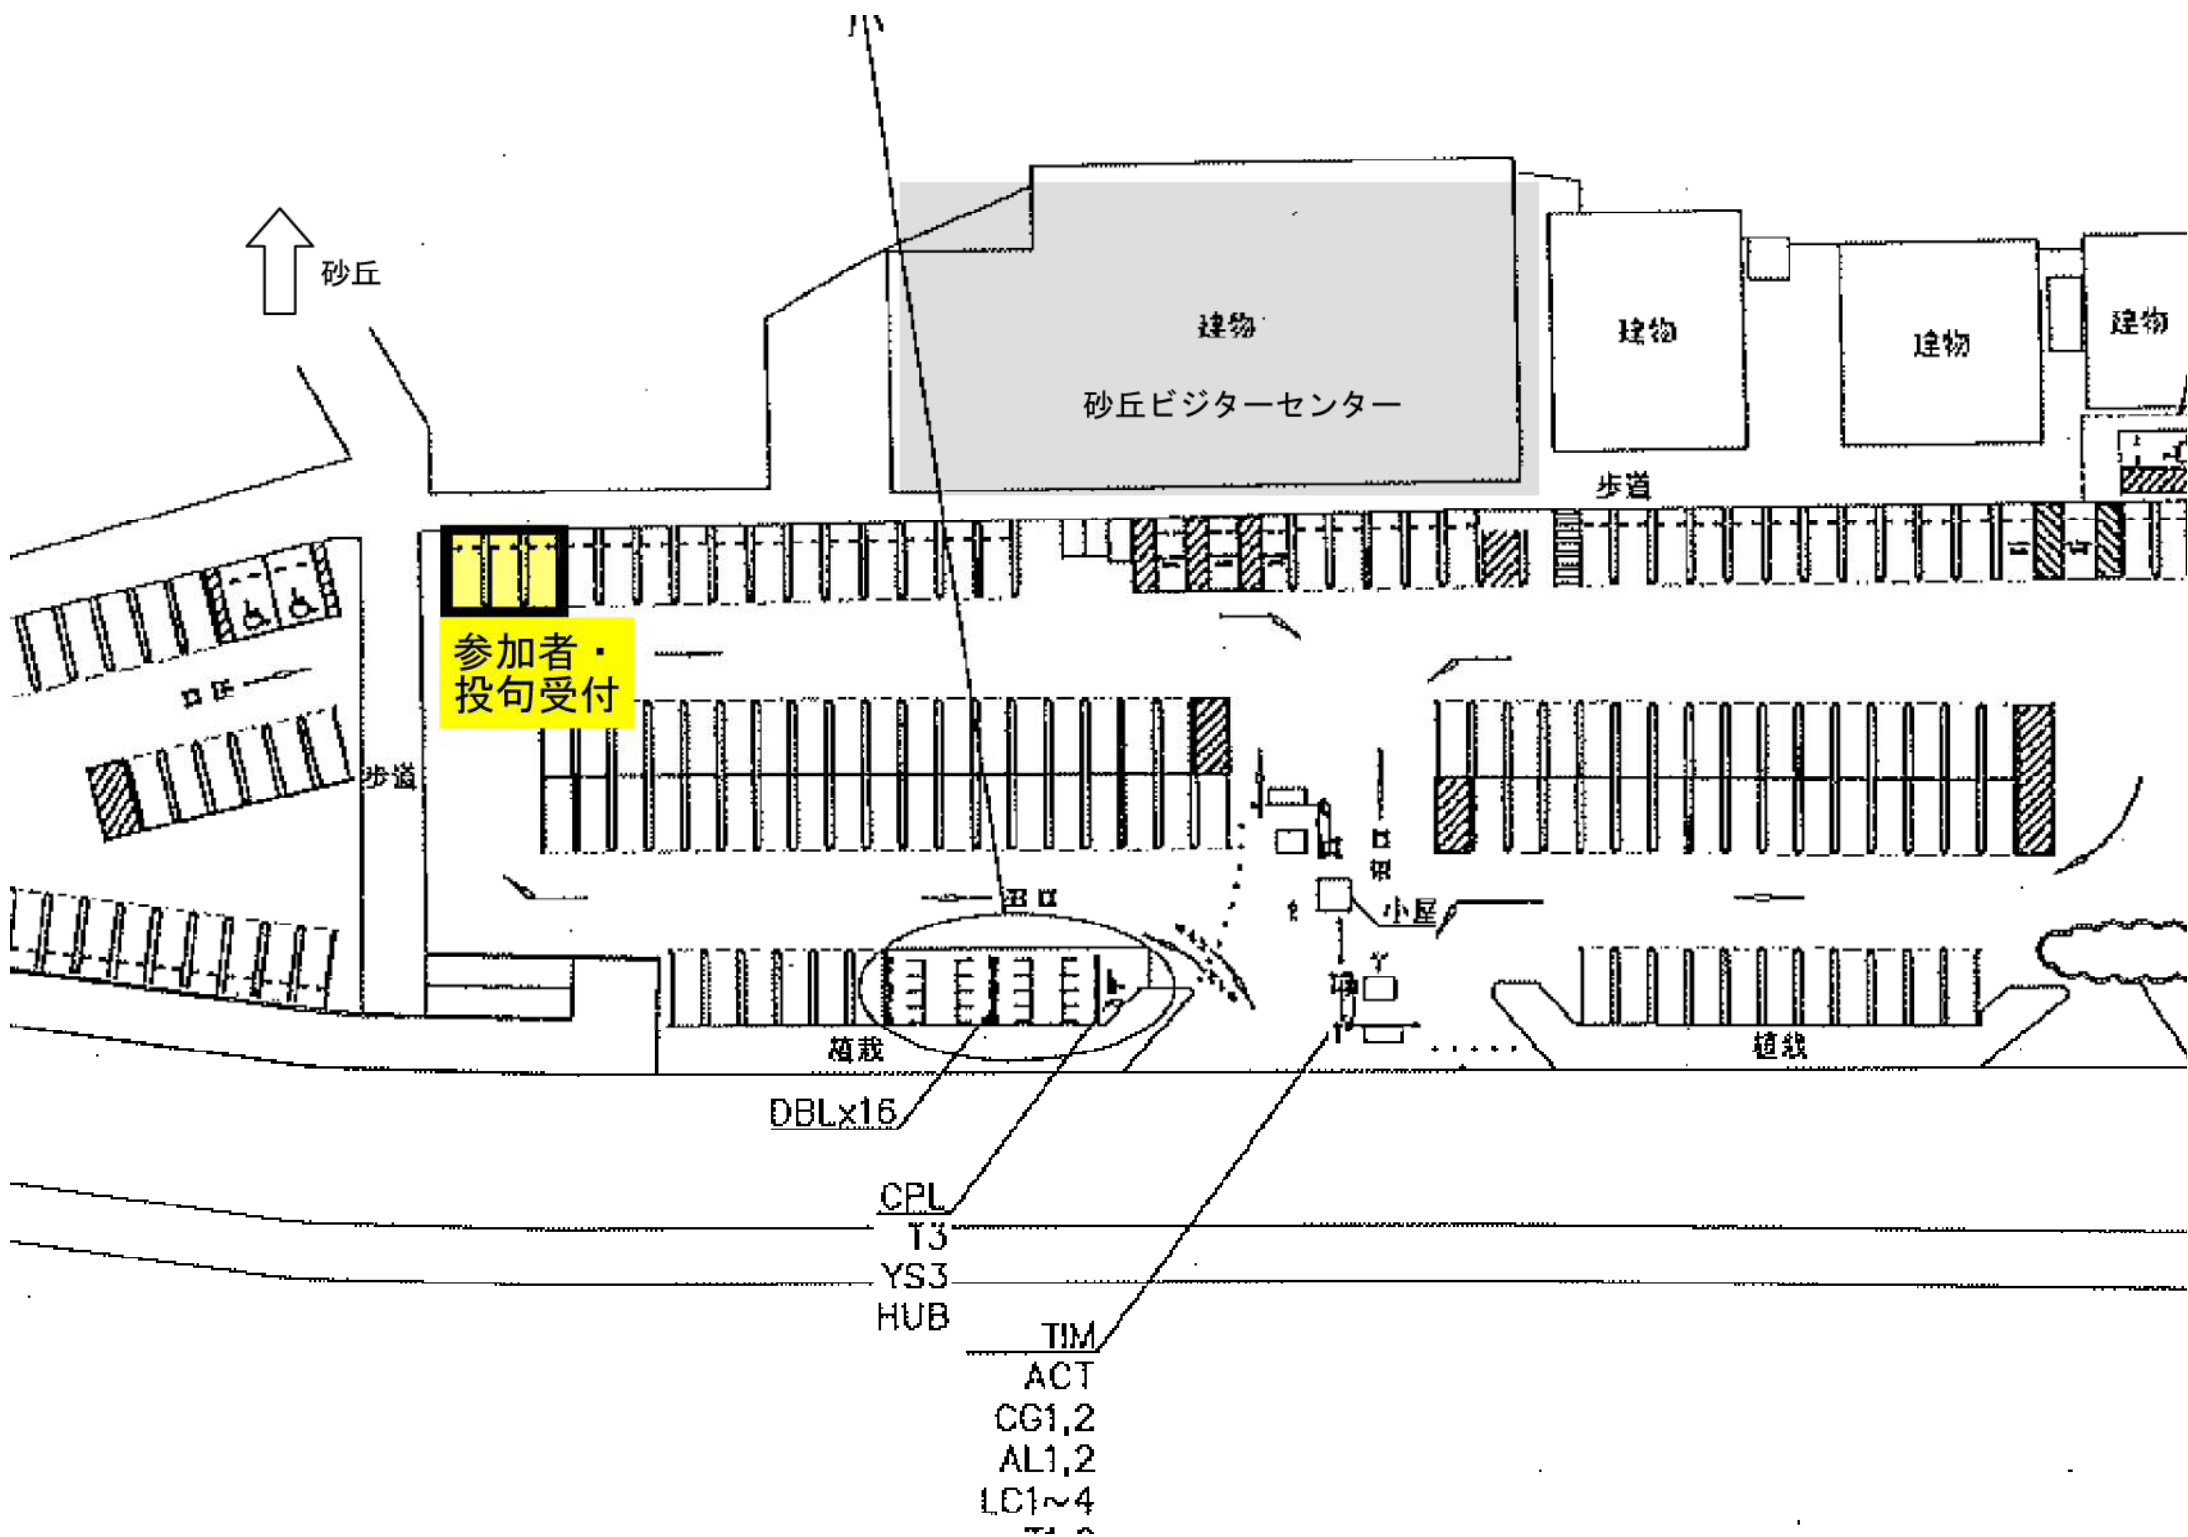 砂丘
建物
建物
建物
建物
砂丘ビジターセンター
歩道
参加者・
投句受付
歩道
小屋
植栽
植栽
DBLx16
CPL
T3
YS3
HUB
TIM
ACT
CG1,2
AL1,2
LC1~4